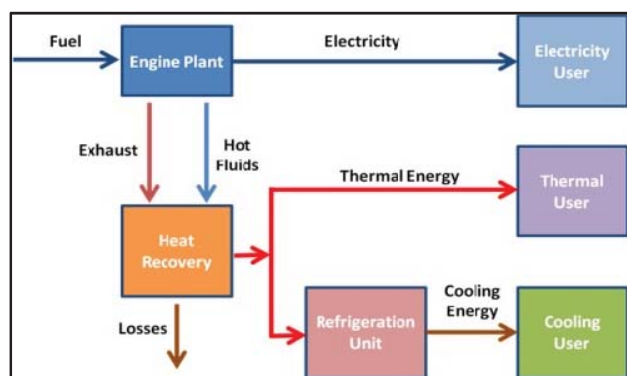 Fuel
Engine Plant
Electricity
Electricity
User
Exhaust
Hot
Fluids
Thermal Energy
Thermal
User
Heat
Recovery
Losses
Refrigeration
Unit
Cooling
Energy
Cooling
User